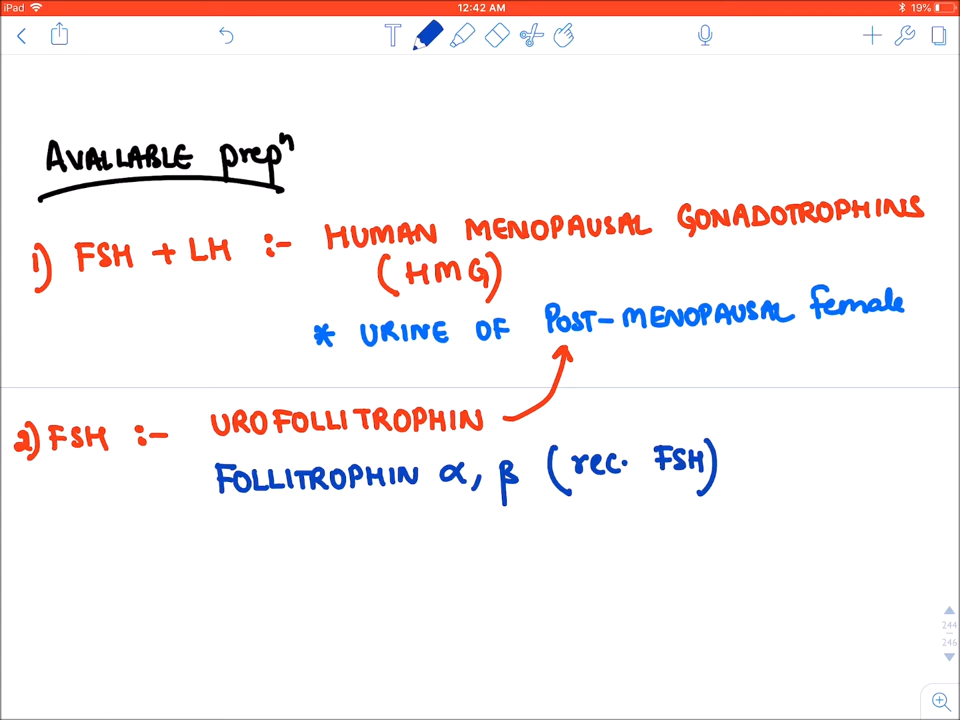 iPad 12:42 AM 19%
T
AVAILABLE prepⁿ
1) FSH + LH :- HUMAN MENOPAUSAL GONADOTROPHINS
(HMG)
* URINE OF POST-MENOPAUSAL female
2) FSH :- UROFOLLITROPHIN
FOLLITROPHIN α, β (rec. FSH)
244
246